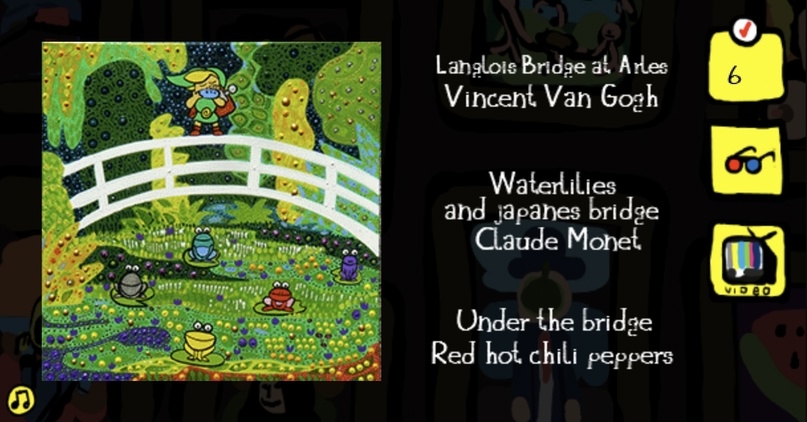 Langlois Bridge at Arles
Vincent Van Gogh
6
Waterlilies
and japanes bridge
Claude Monet
VIDEO
Under the bridge
Red hot chili peppers